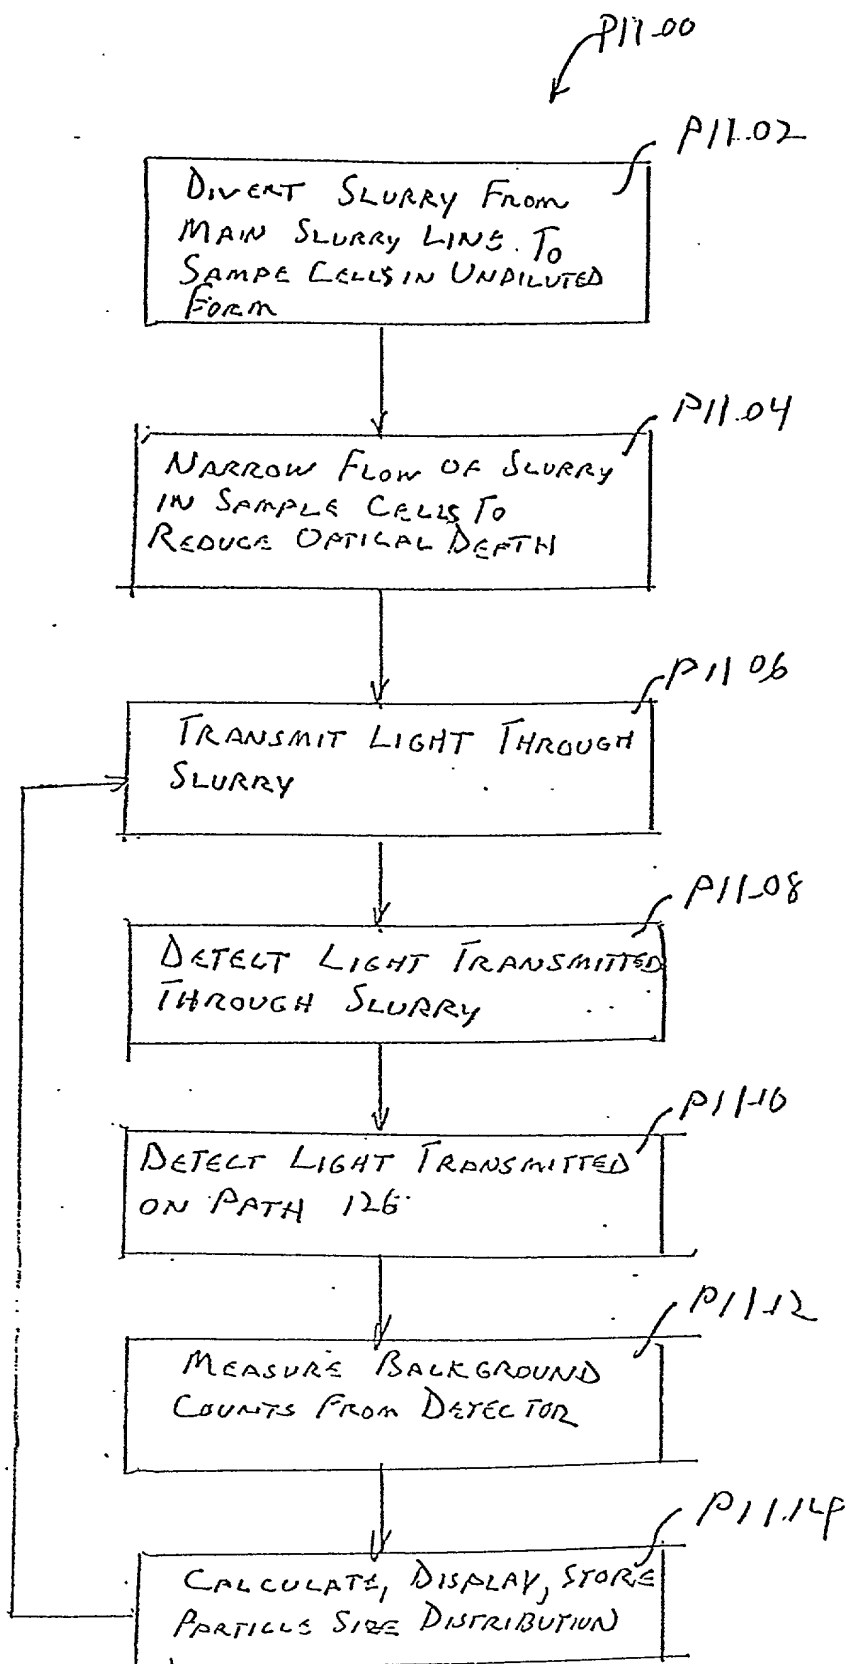 P11.00
P11.02
DIVERT SLURRY FROM
MAIN SLURRY LINE TO
SAMPE CELLS IN UNDILUTED
FORM
P11.04
NARROW FLOW OF SLURRY
IN SAMPLE CELLS TO
REDUCE OPTICAL DEPTH
P11.06
TRANSMIT LIGHT THROUGH
SLURRY
P11.08
DETECT LIGHT TRANSMITTED
THROUGH SLURRY
P11.10
DETECT LIGHT TRANSMITTED
ON PATH 126
P11.12
MEASURE BACKGROUND
COUNTS FROM DETECTOR
P11.14
CALCULATE, DISPLAY, STORE
PARTICLE SIZE DISTRIBUTION